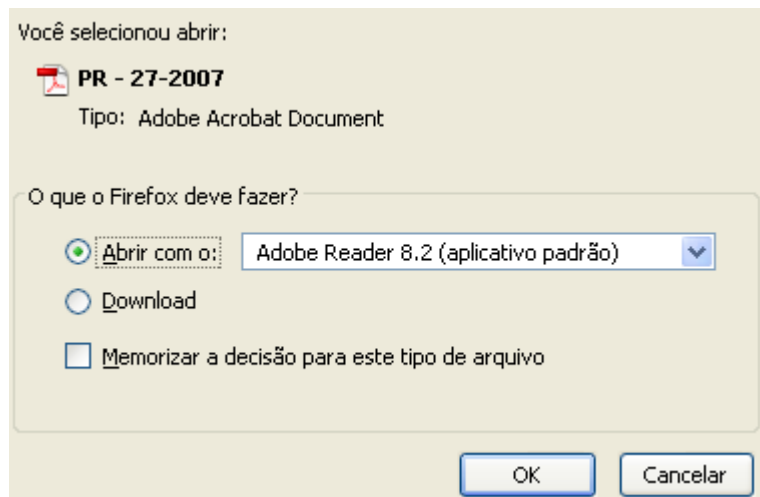 Você selecionou abrir:
PR - 27-2007
Tipo: Adobe Acrobat Document
O que o Firefox deve fazer?
Abrir com o: Adobe Reader 8.2 (aplicativo padrão)
Download
Memorizar a decisão para este tipo de arquivo
OK Cancelar